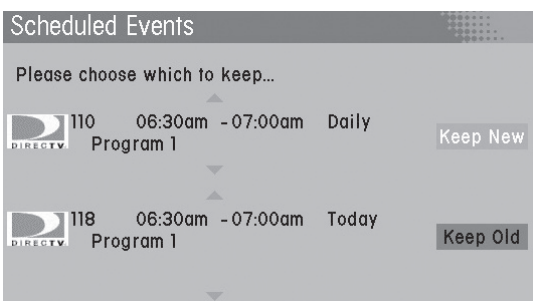 Scheduled Events
Please choose which to keep...
110 06:30am - 07:00am Daily
DIRECTV Program 1
Keep New
118 06:30am - 07:00am Today
DIRECTV Program 1
Keep Old